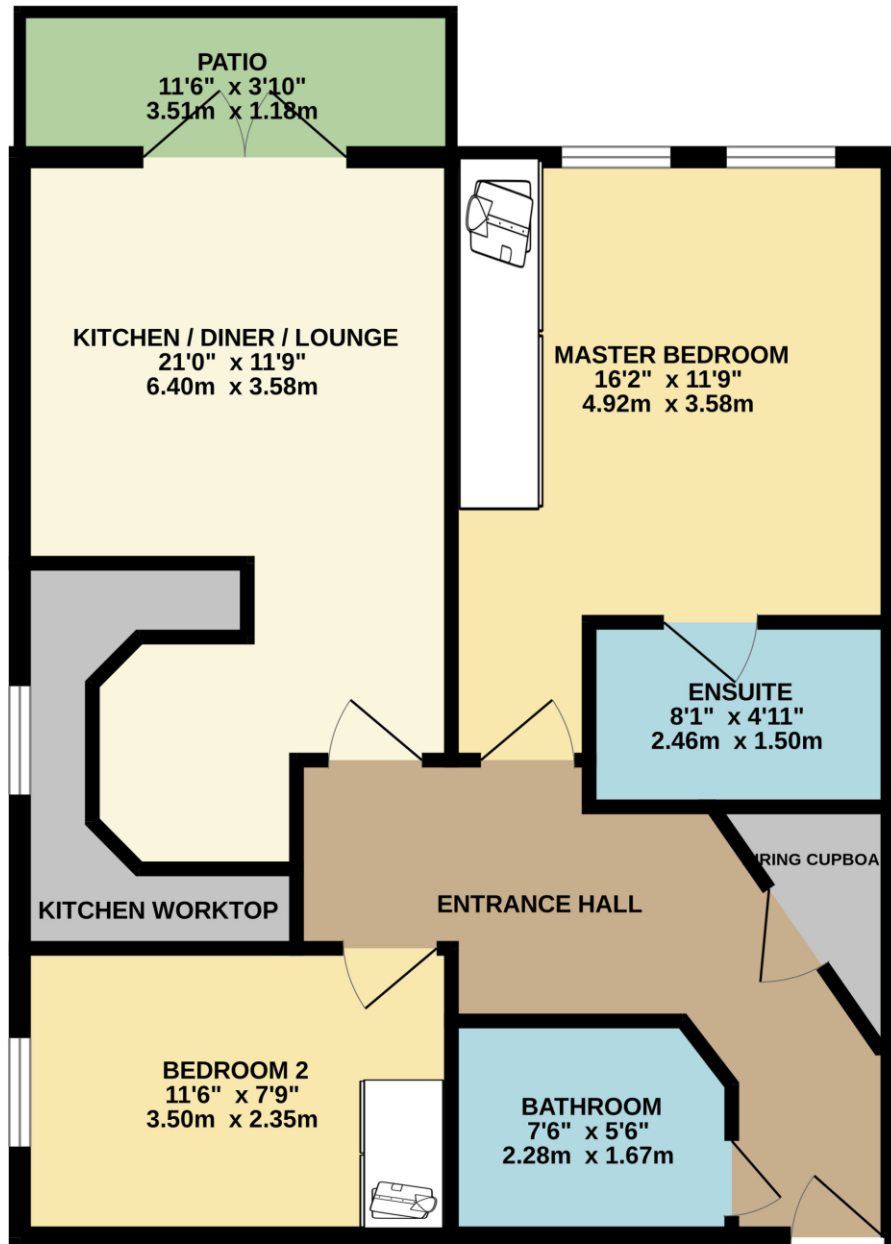 PATIO
11'6" x 3'10"
3.51m x 1.18m
KITCHEN / DINER / LOUNGE
21'0" x 11'9"
6.40m x 3.58m
MASTER BEDROOM
16'2" x 11'9"
4.92m x 3.58m
ENSUITE
8'1" x 4'11"
2.46m x 1.50m
IRING CUPBOA
KITCHEN WORKTOP
ENTRANCE HALL
BEDROOM 2
11'6" x 7'9"
3.50m x 2.35m
BATHROOM
7'6" x 5'6"
2.28m x 1.67m